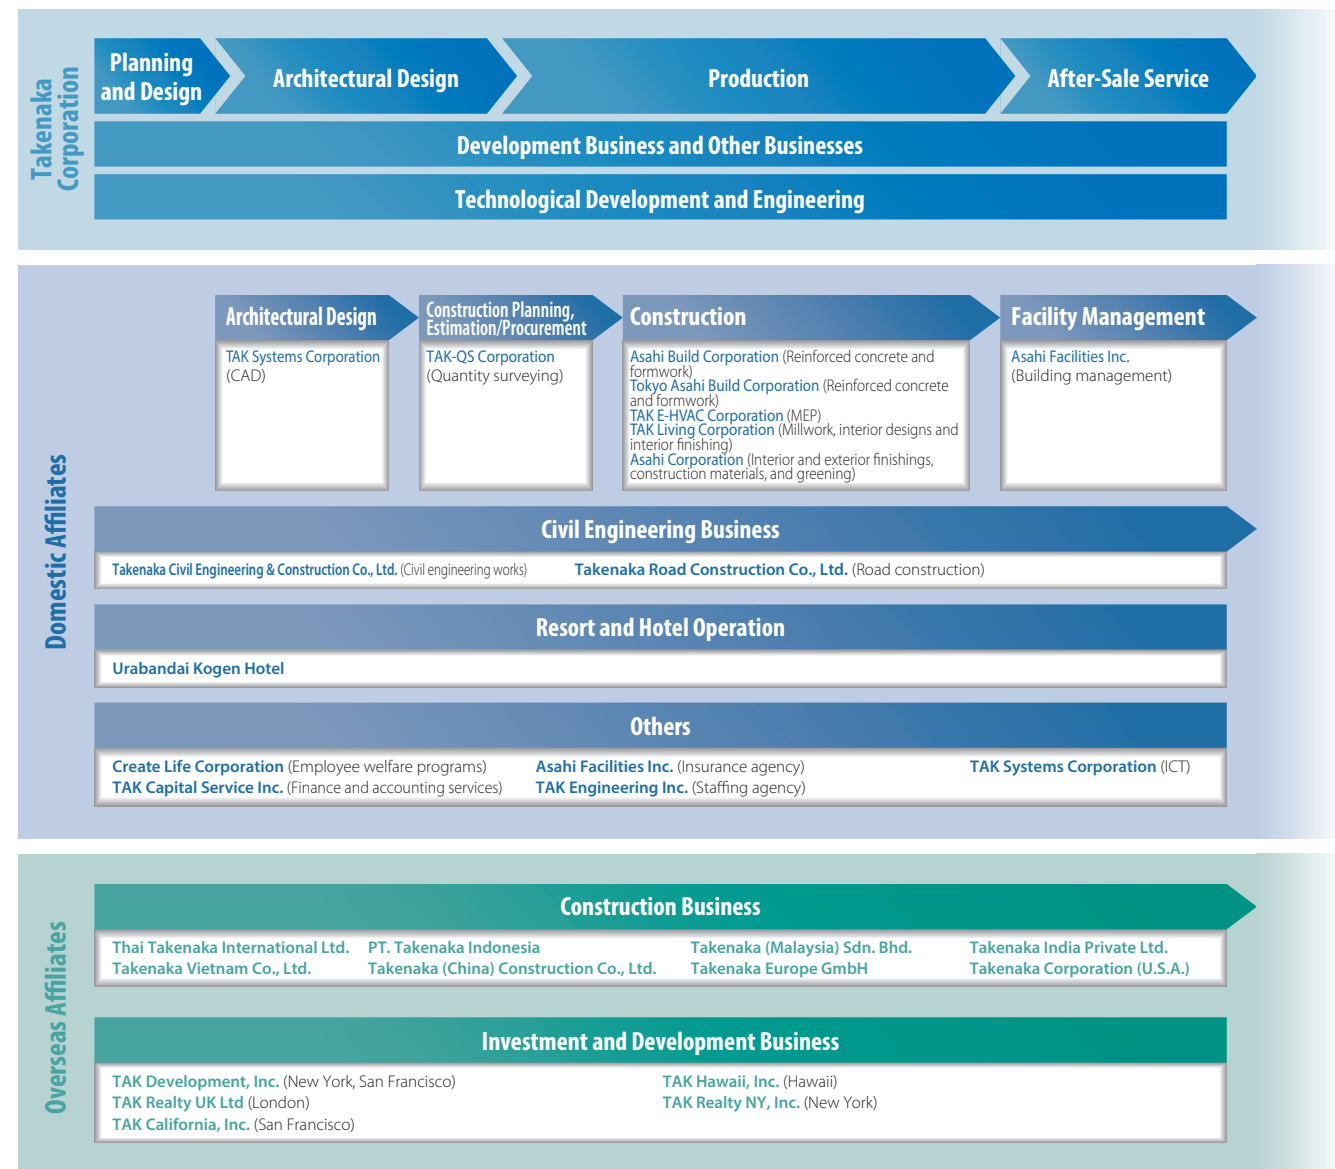 Takenaka
Corporation
Planning
and Design
Architectural Design
Production
After-Sale Service
Development Business and Other Businesses
Technological Development and Engineering
Domestic Affiliates
Architectural Design
TAK Systems Corporation
(CAD)
Construction Planning,
Estimation/Procurement
TAK-QS Corporation
(Quantity surveying)
Construction
Asahi Build Corporation (Reinforced concrete and
formwork)
Tokyo Asahi Build Corporation (Reinforced concrete
and formwork)
TAK E-HVAC Corporation (MEP)
TAK Living Corporation (Millwork, interior designs and
interior finishing)
Asahi Corporation (Interior and exterior finishings,
construction materials, and greening)
Facility Management
Asahi Facilities Inc.
(Building management)
Civil Engineering Business
Takenaka Civil Engineering & Construction Co., Ltd. (Civil engineering works)
Takenaka Road Construction Co., Ltd. (Road construction)
Resort and Hotel Operation
Urabandai Kogen Hotel
Others
Create Life Corporation (Employee welfare programs)
TAK Capital Service Inc. (Finance and accounting services)
Asahi Facilities Inc. (Insurance agency)
TAK Engineering Inc. (Staffing agency)
TAK Systems Corporation (ICT)
Overseas Affiliates
Construction Business
Thai Takenaka International Ltd.
Takenaka Vietnam Co., Ltd.
PT. Takenaka Indonesia
Takenaka (China) Construction Co., Ltd.
Takenaka (Malaysia) Sdn. Bhd.
Takenaka Europe GmbH
Takenaka India Private Ltd.
Takenaka Corporation (U.S.A.)
Investment and Development Business
TAK Development, Inc. (New York, San Francisco)
TAK Realty UK Ltd (London)
TAK California, Inc. (San Francisco)
TAK Hawaii, Inc. (Hawaii)
TAK Realty NY, Inc. (New York)